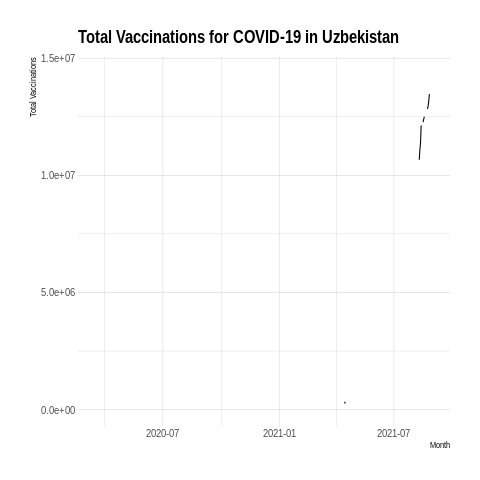 Total Vaccinations for COVID-19 in Uzbekistan
Total Vaccinations
1.5e+07
1.0e+07
5.0e+06
0.0e+00
2020-07 2021-01 2021-07
Month